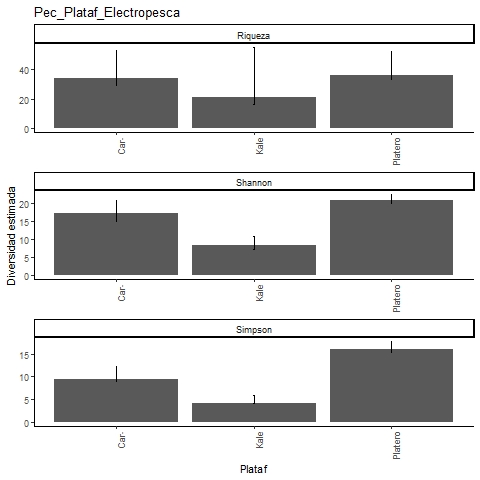 Pec_Plataf_Electropesca
Riqueza
40
20
0
Car-
Kale
Platero
Shannon
20
15
10
5
0
Car-
Kale
Platero
Simpson
15
10
5
0
Car-
Kale
Platero
Diversidad estimada
Plataf